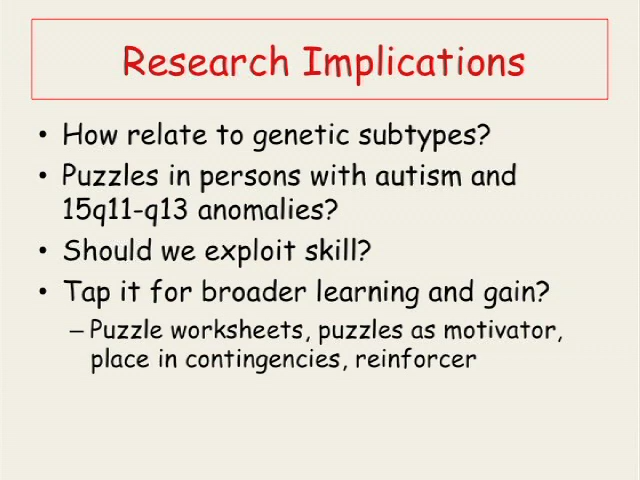 Research Implications
• How relate to genetic subtypes?
• Puzzles in persons with autism and
15q11-q13 anomalies?
• Should we exploit skill?
• Tap it for broader learning and gain?
– Puzzle worksheets, puzzles as motivator,
place in contingencies, reinforcer